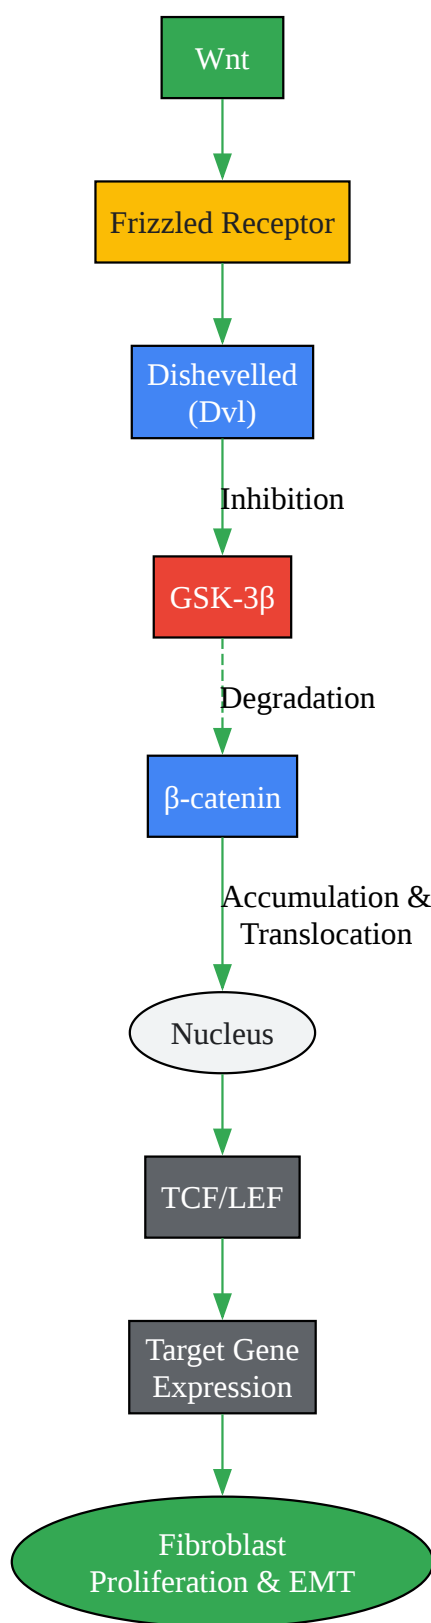 Wnt
Frizzled Receptor
Dishevelled
(Dvl)
Inhibition
GSK-3β
Degradation
β-catenin
Accumulation &
Translocation
Nucleus
TCF/LEF
Target Gene
Expression
Fibroblast
Proliferation & EMT